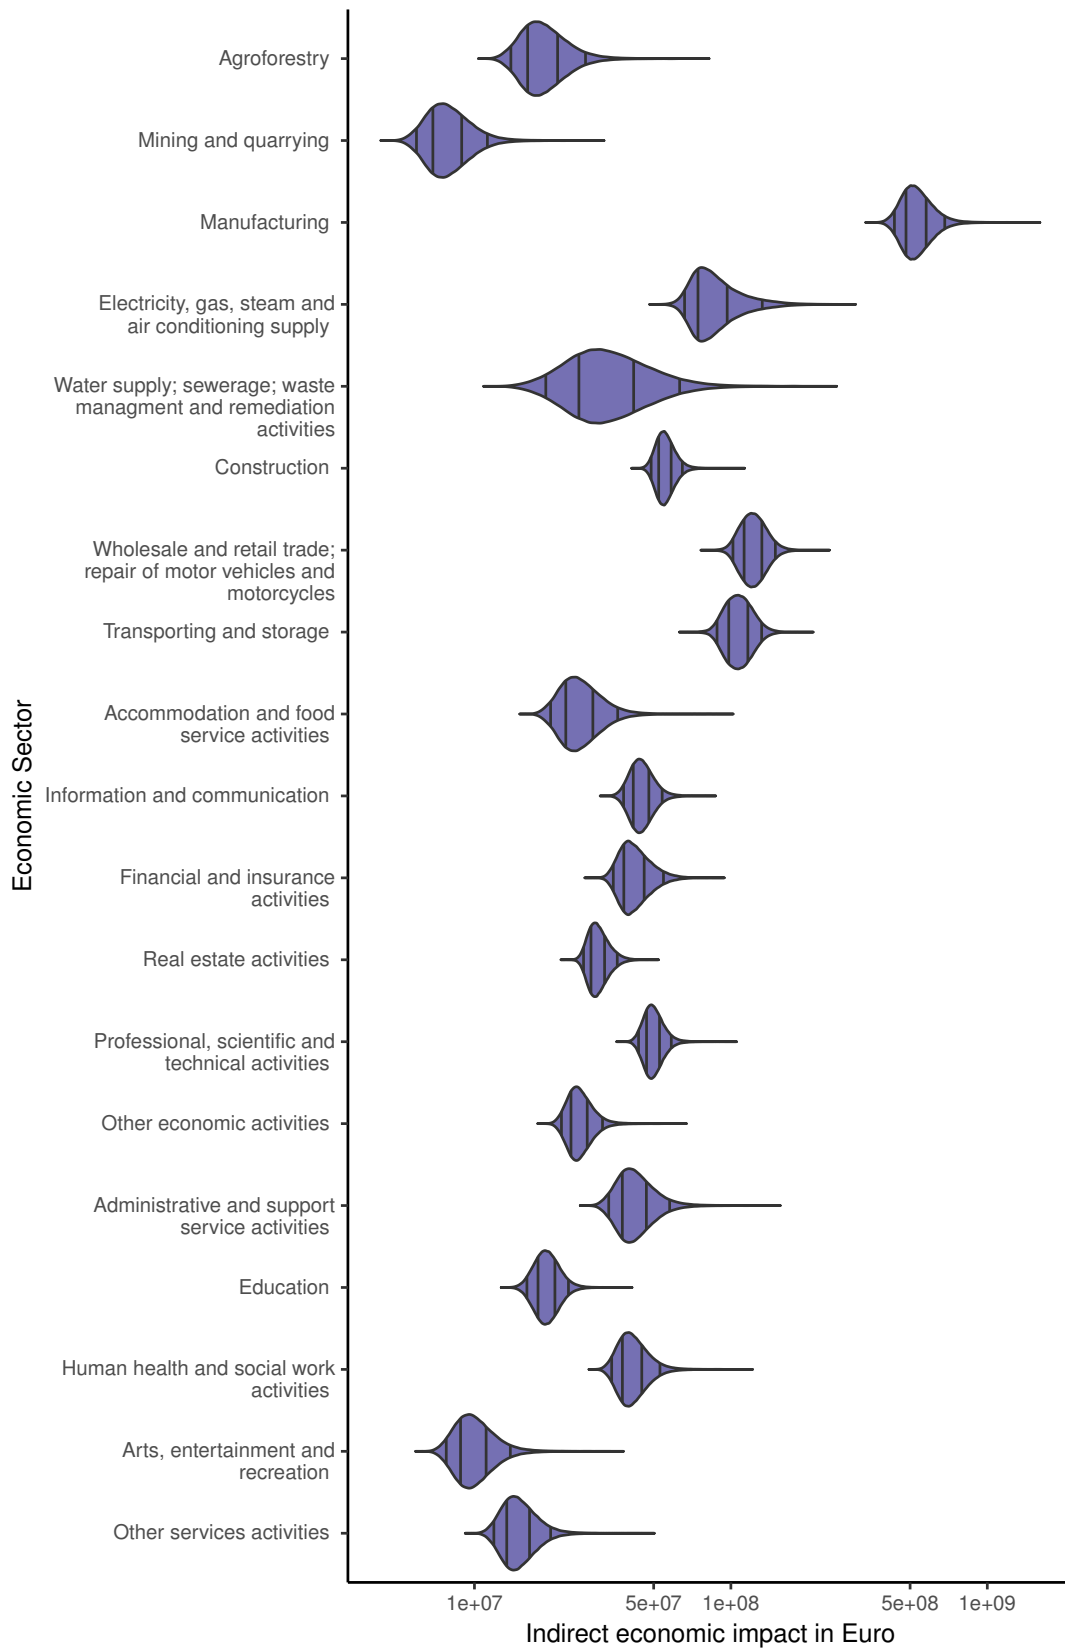 Agroforestry
Mining and quarrying
Manufacturing
Electricity, gas, steam and
air conditioning supply
Water supply; sewerage; waste
managment and remediation
activities
Construction
Wholesale and retail trade;
repair of motor vehicles and
motorcycles
Transporting and storage
Accommodation and food
service activities
Information and communication
Financial and insurance
activities
Real estate activities
Professional, scientific and
technical activities
Other economic activities
Administrative and support
service activities
Education
Human health and social work
activities
Arts, entertainment and
recreation
Other services activities
Economic Sector
1e+07 5e+07 1e+08 5e+08 1e+09
Indirect economic impact in Euro